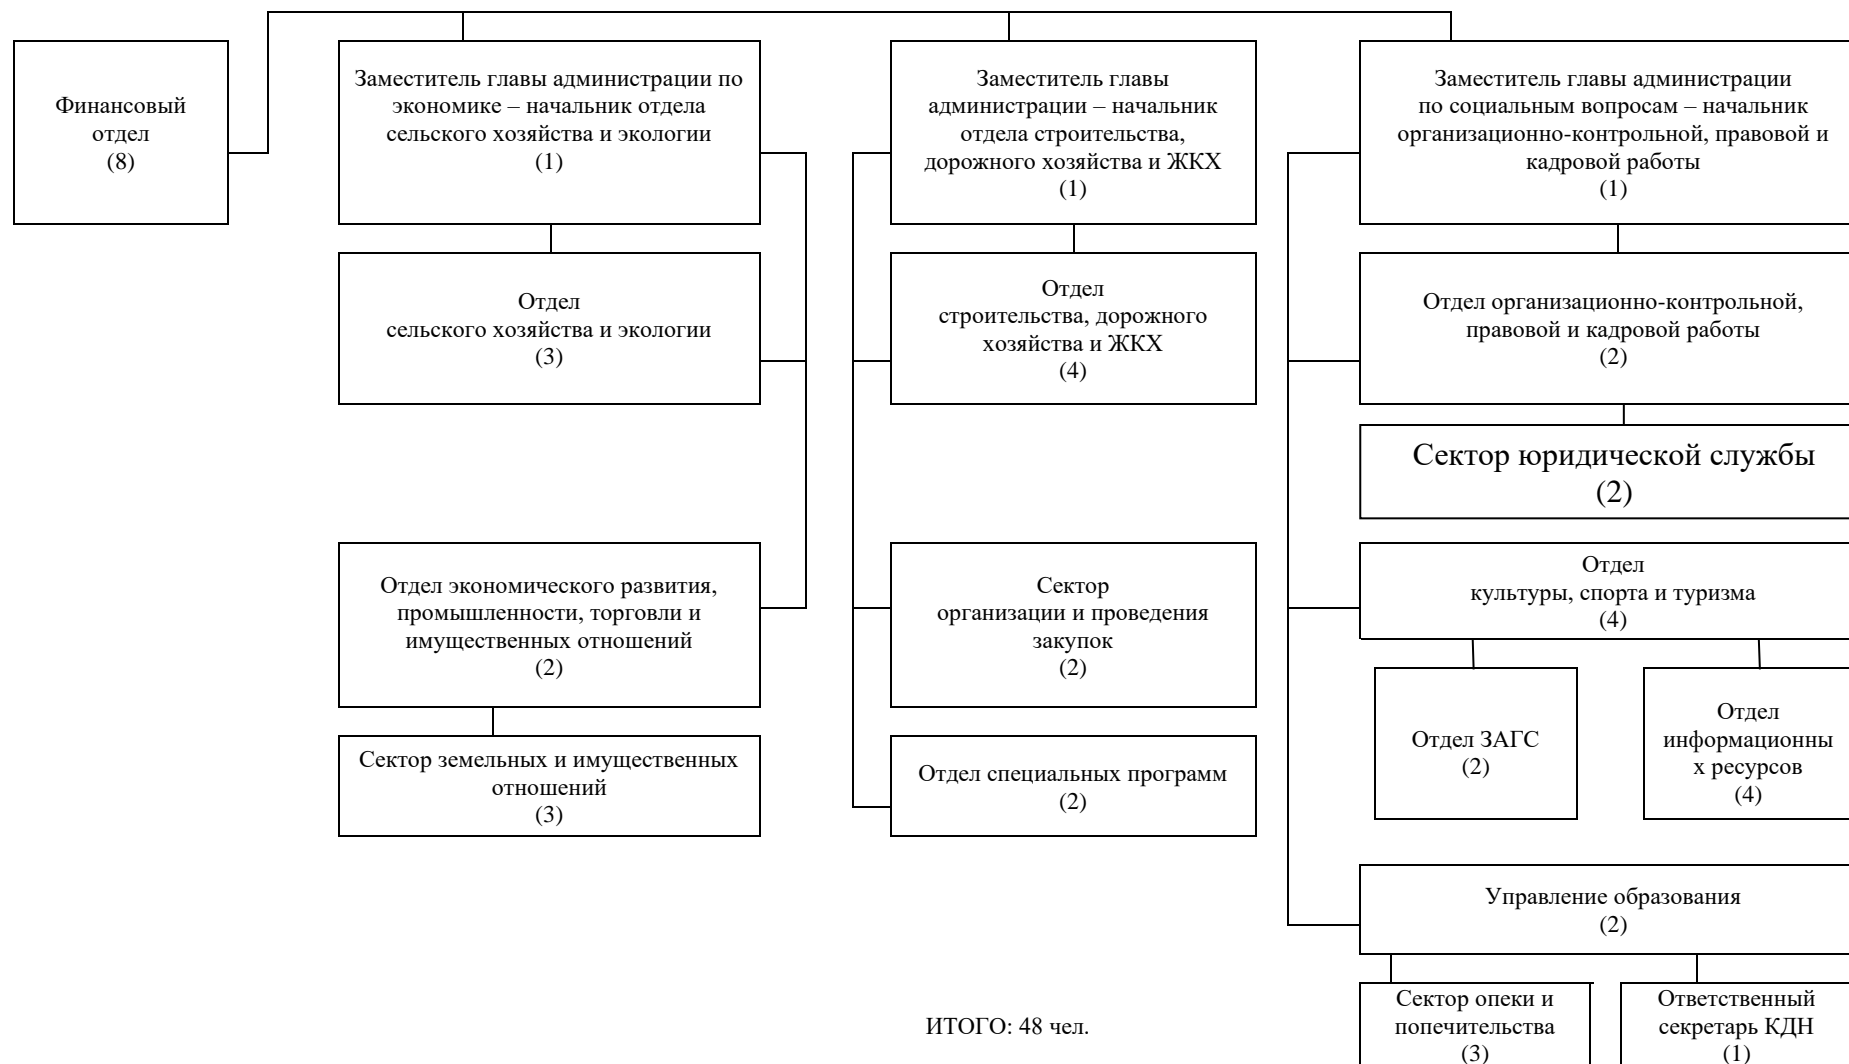 Финансовый
отдел
(8)
Заместитель главы администрации по
экономике – начальник отдела
сельского хозяйства и экологии
(1)
Заместитель главы
администрации – начальник
отдела строительства,
дорожного хозяйства и ЖКХ
(1)
Заместитель главы администрации
по социальным вопросам – начальник
организационно-контрольной, правовой и
кадровой работы
(1)
Отдел
сельского хозяйства и экологии
(3)
Отдел
строительства, дорожного
хозяйства и ЖКХ
(4)
Отдел организационно-контрольной,
правовой и кадровой работы
(2)
Сектор юридической службы
(2)
Отдел экономического развития,
промышленности, торговли и
имущественных отношений
(2)
Сектор
организации и проведения
закупок
(2)
Отдел
культуры, спорта и туризма
(4)
Сектор земельных и имущественных
отношений
(3)
Отдел специальных программ
(2)
Отдел ЗАГС
(2)
Отдел
информационны
х ресурсов
(4)
Управление образования
(2)
Сектор опеки и
попечительства
(3)
Ответственный
секретарь КДН
(1)
ИТОГО: 48 чел.